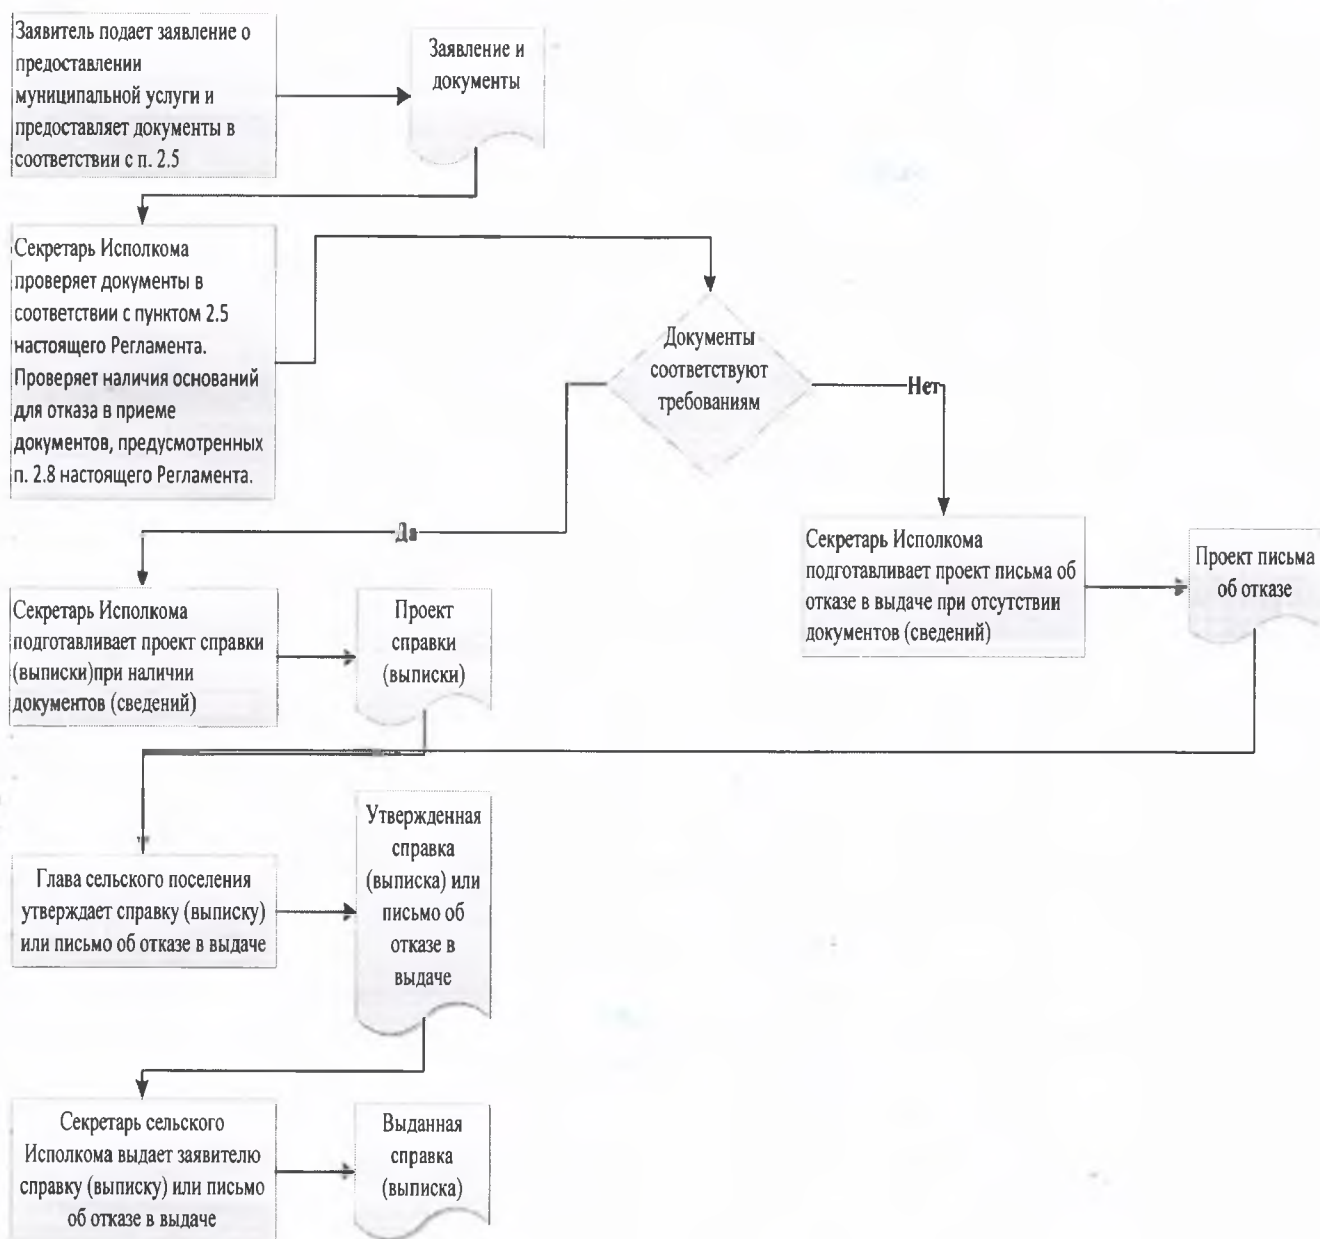 Заявитель подает заявление о
предоставлении
муниципальной услуги и
предоставляет документы в
соответствии с п. 2.5
Заявление и
документы
Секретарь Исполкома
проверяет документы в
соответствии с пунктом 2.5
настоящего Регламента.
Проверяет наличия оснований
для отказа в приеме
документов, предусмотренных
п. 2.8 настоящего Регламента.
Документы
соответствуют
требованиям
Нет
Да
Секретарь Исполкома
подготавливает проект письма об
отказе в выдаче при отсутствии
документов (сведений)
Проект письма
об отказе
Секретарь Исполкома
подготавливает проект справки
(выписки)при наличии
документов (сведений)
Проект
справки
(выписки)
Глава сельского поселения
утверждает справку (выписку)
или письмо об отказе в выдаче
Утвержденная
справка
(выписка) или
письмо об
отказе в
выдаче
Секретарь сельского
Исполкома выдает заявителю
справку (выписку) или письмо
об отказе в выдаче
Выданная
справка
(выписка)